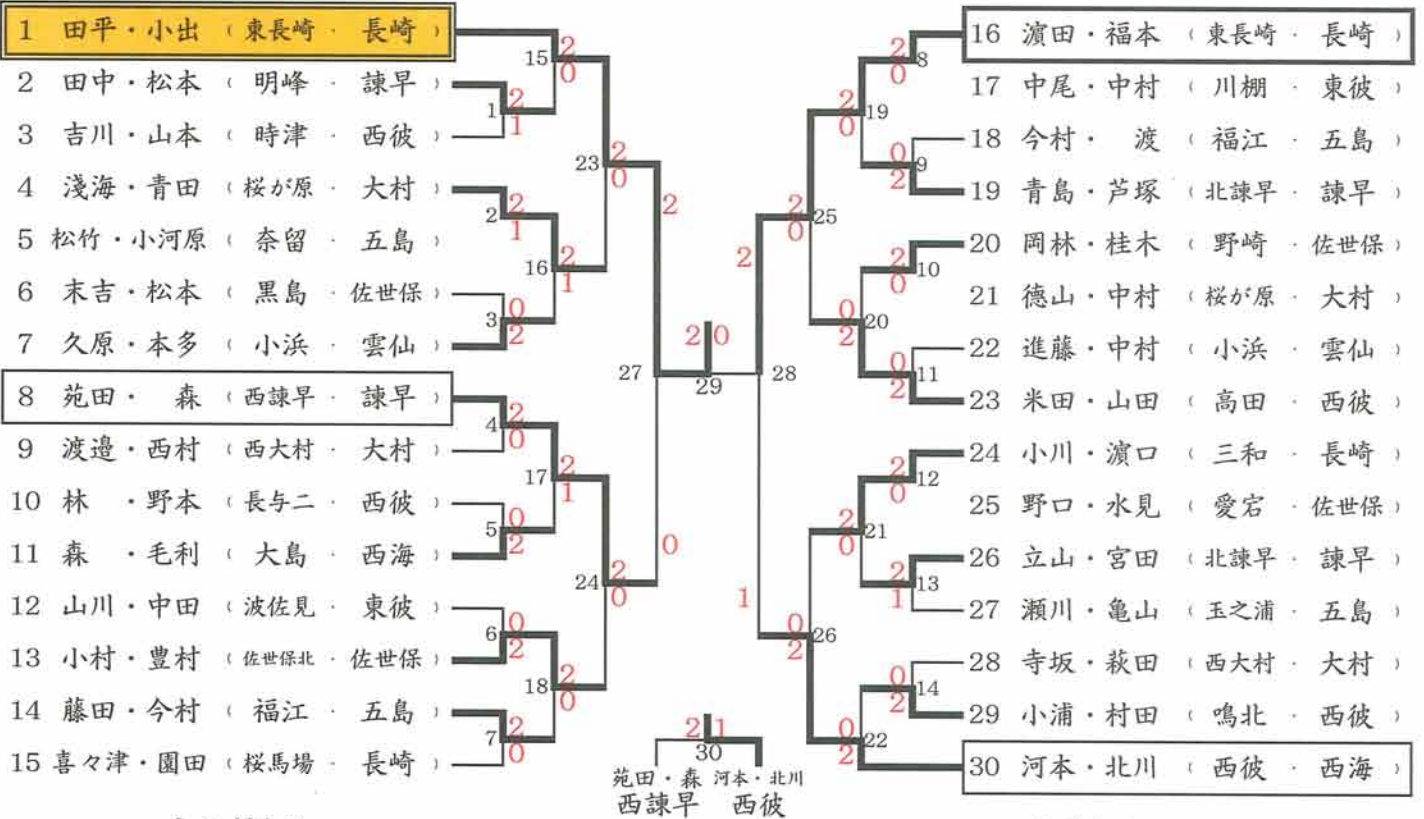 1 田平・小出 (東長崎・長崎)
2 田中・松本 (明峰・諫早)
3 吉川・山本 (時津・西彼)
4 淺海・青田 (桜が原・大村)
5 松竹・小河原 (奈留・五島)
6 末吉・松本 (黒島・佐世保)
7 久原・本多 (小浜・雲仙)
8 苑田・森 (西諫早・諫早)
9 渡邉・西村 (西大村・大村)
10 林・野本 (長与二・西彼)
11 森・毛利 (大島・西海)
12 山川・中田 (波佐見・東彼)
13 小村・豊村 (佐世保北・佐世保)
14 藤田・今村 (福江・五島)
15 喜々津・園田 (桜馬場・長崎)
1 2 1
2 2 1
3 0 2
4 2 0
5 0 2
6 0 2
7 2 0
15 2 0
16 2 1
17 2 1
18 2 0
23 2 0
24 2 0
27 2 0
29 2 0
28 2 1
25 2 0
26 0 2
19 2 0
20 0 2
21 2 0
22 0 2
8 2 0
9 0 2
10 2 0
11 0 2
12 2 0
13 2 1
14 0 2
16 濵田・福本 (東長崎・長崎)
17 中尾・中村 (川棚・東彼)
18 今村・渡 (福江・五島)
19 青島・芦塚 (北諫早・諫早)
20 岡林・桂木 (野崎・佐世保)
21 德山・中村 (桜が原・大村)
22 進藤・中村 (小浜・雲仙)
23 米田・山田 (高田・西彼)
24 小川・濵口 (三和・長崎)
25 野口・水見 (愛宕・佐世保)
26 立山・宮田 (北諫早・諫早)
27 瀬川・亀山 (玉之浦・五島)
28 寺坂・萩田 (西大村・大村)
29 小浦・村田 (鳴北・西彼)
30 河本・北川 (西彼・西海)
2 1
30
苑田・森 河本・北川
西諫早 西彼